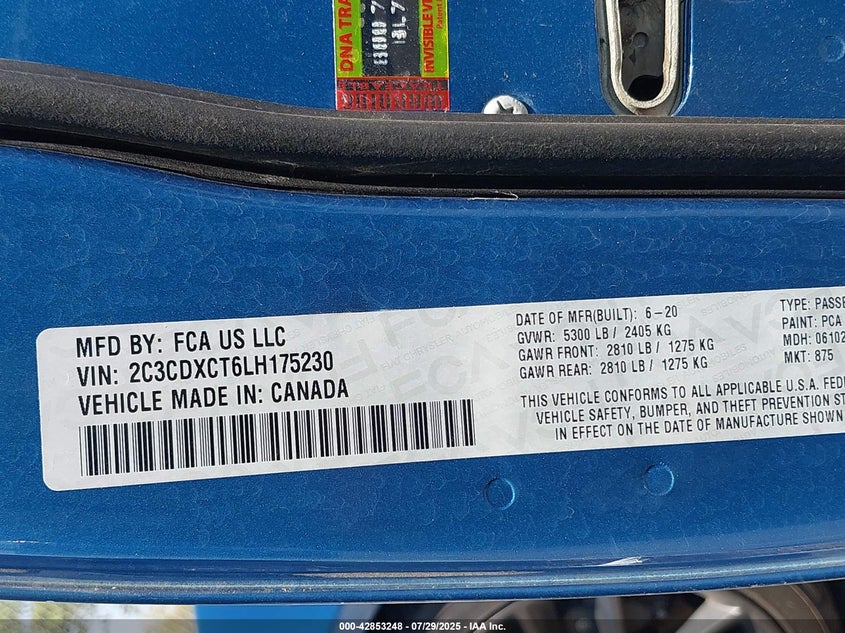 DNA TRA
INVISIBLE VE
Patent
MFD BY: FCA US LLC
VIN: 2C3CDXCT6LH175230
VEHICLE MADE IN: CANADA
DATE OF MFR(BUILT): 6-20
GVWR: 5300 LB/ 2405 KG
GAWR FRONT: 2810 LB/ 1275 KG
GAWR REAR: 2810 LB/ 1275 KG
THIS VEHICLE CONFORMS TO ALL APPLICABLE U.S.A. FED
VEHICLE SAFETY, BUMPER, AND THEFT PREVENTION ST
IN EFFECT ON THE DATE OF MANUFACTURE SHOWN
TYPE: PASSE
PAINT: PCA
MDH: 06102
MKT: 875
000-42853248 - 07/29/2025 - IAA Inc.